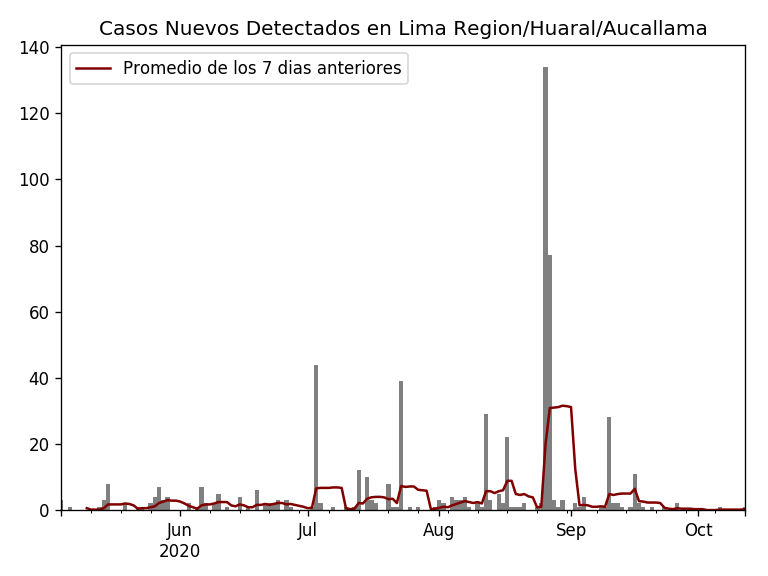 Casos Nuevos Detectados en Lima Region/Huaral/Aucallama
Promedio de los 7 dias anteriores
140
120
100
80
60
40
20
0
Jun
2020
Jul
Aug
Sep
Oct